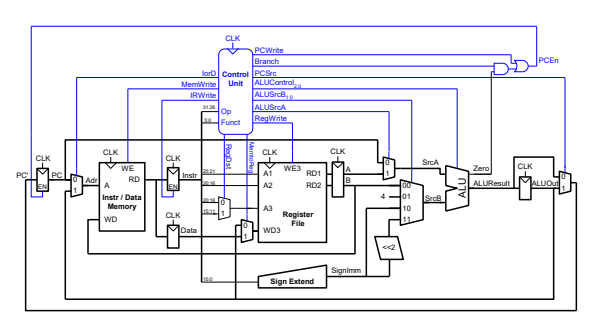 CLK
PCWrite
Branch
PCEn
IorD
Control
Unit
PCSrc
MemWrite
ALUControl2:0
IRWrite
ALUSrcB1:0
31:26
Op
ALUSrcA
5:0
Funct
RegWrite
RegDst
MemtoReg
CLK
CLK
CLK
CLK
CLK
CLK
PC'
PC
EN
0
1
Adr
WE
A
RD
Instr / Data
Memory
WD
EN
Instr
25:21
20:16
20:16
15:11
0
1
A1
A2
A3
WD3
WE3
RD1
RD2
Register
File
A
B
0
1
SrcA
4
00
01
10
11
SrcB
ALU
Zero
ALUResult
ALUOut
0
1
CLK
Data
0
1
<<2
15:0
Sign Extend
SignImm